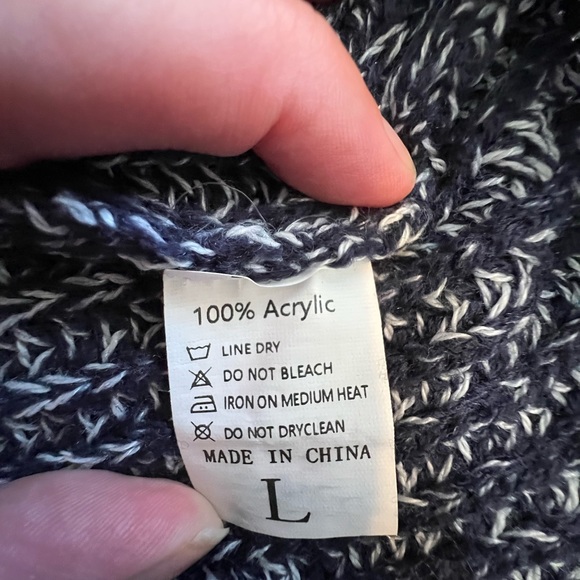 100% Acrylic
LINE DRY
DO NOT BLEACH
IRON ON MEDIUM HEAT
DO NOT DRYCLEAN
MADE IN CHINA
L